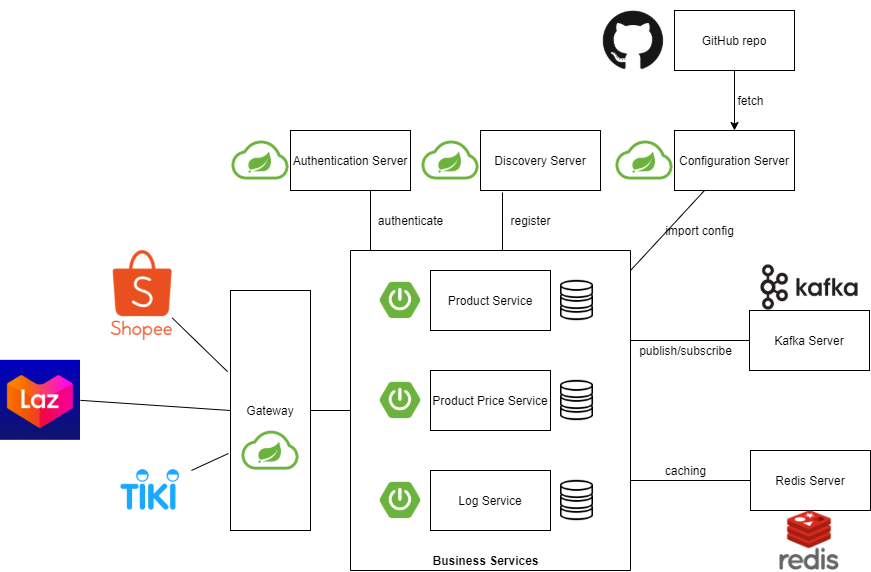 GitHub repo
fetch
Authentication Server
Discovery Server
Configuration Server
authenticate
register
import config
S
Shopee
Product Service
kafka
Kafka Server
publish/subscribe
Laz
Gateway
Product Price Service
TIKI
caching
Redis Server
Log Service
redis
Business Services